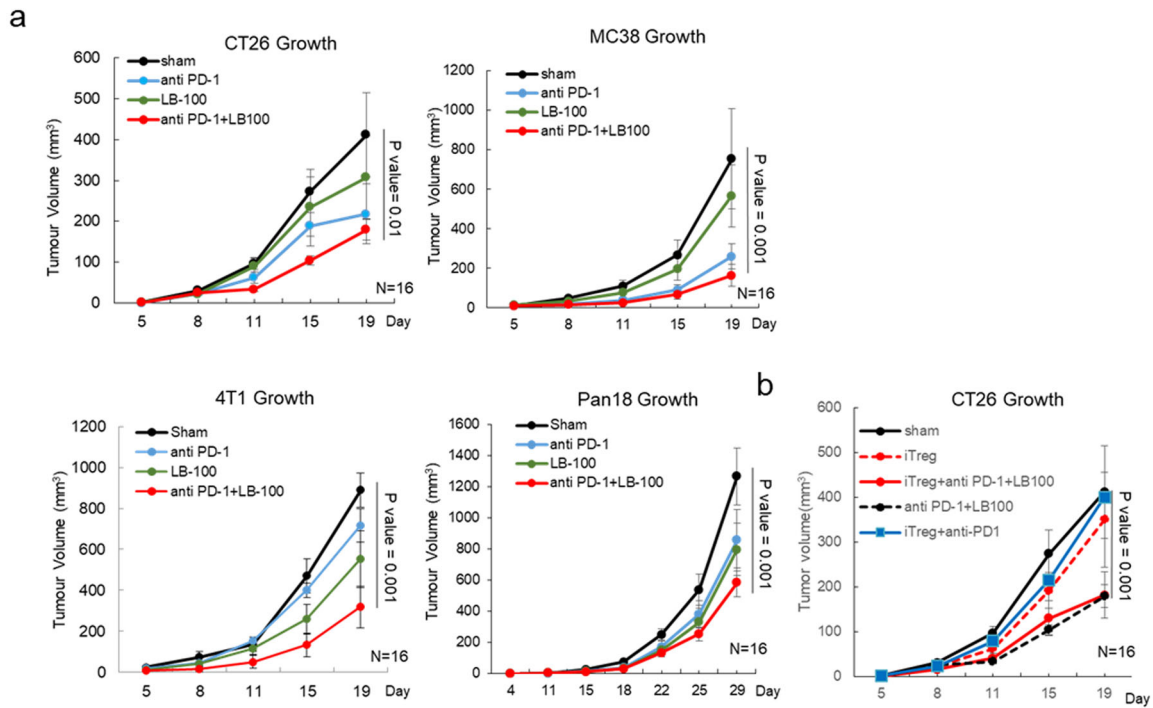 a
CT26 Growth
Tumour Volume (mm³)
600
500
400
300
200
100
0
sham
anti PD-1
LB-100
anti PD-1+LB100
P value= 0.01
N=16
5 8 11 15 19 Day
MC38 Growth
Tumour Volume (mm³)
1200
1000
800
600
400
200
0
sham
anti PD-1
LB-100
anti PD-1+LB100
P value = 0.001
N=16
5 8 11 15 19 Day
4T1 Growth
Tumour Volume (mm³)
1200
1000
800
600
400
200
0
Sham
anti PD-1
LB-100
anti PD-1+LB-100
P value = 0.001
N=16
5 8 11 15 19 Day
Pan18 Growth
Tumour Volume (mm³)
1600
1400
1200
1000
800
600
400
200
0
Sham
anti PD-1
LB-100
anti PD-1+LB-100
P value = 0.001
N=16
4 11 15 18 22 25 29 Day
b
CT26 Growth
Tumor volume(mm³)
600
500
400
300
200
100
0
sham
iTreg
iTreg+anti PD-1+LB100
anti PD-1+LB100
iTreg+anti-PD1
P value = 0.001
N=16
5 8 11 15 19 Day